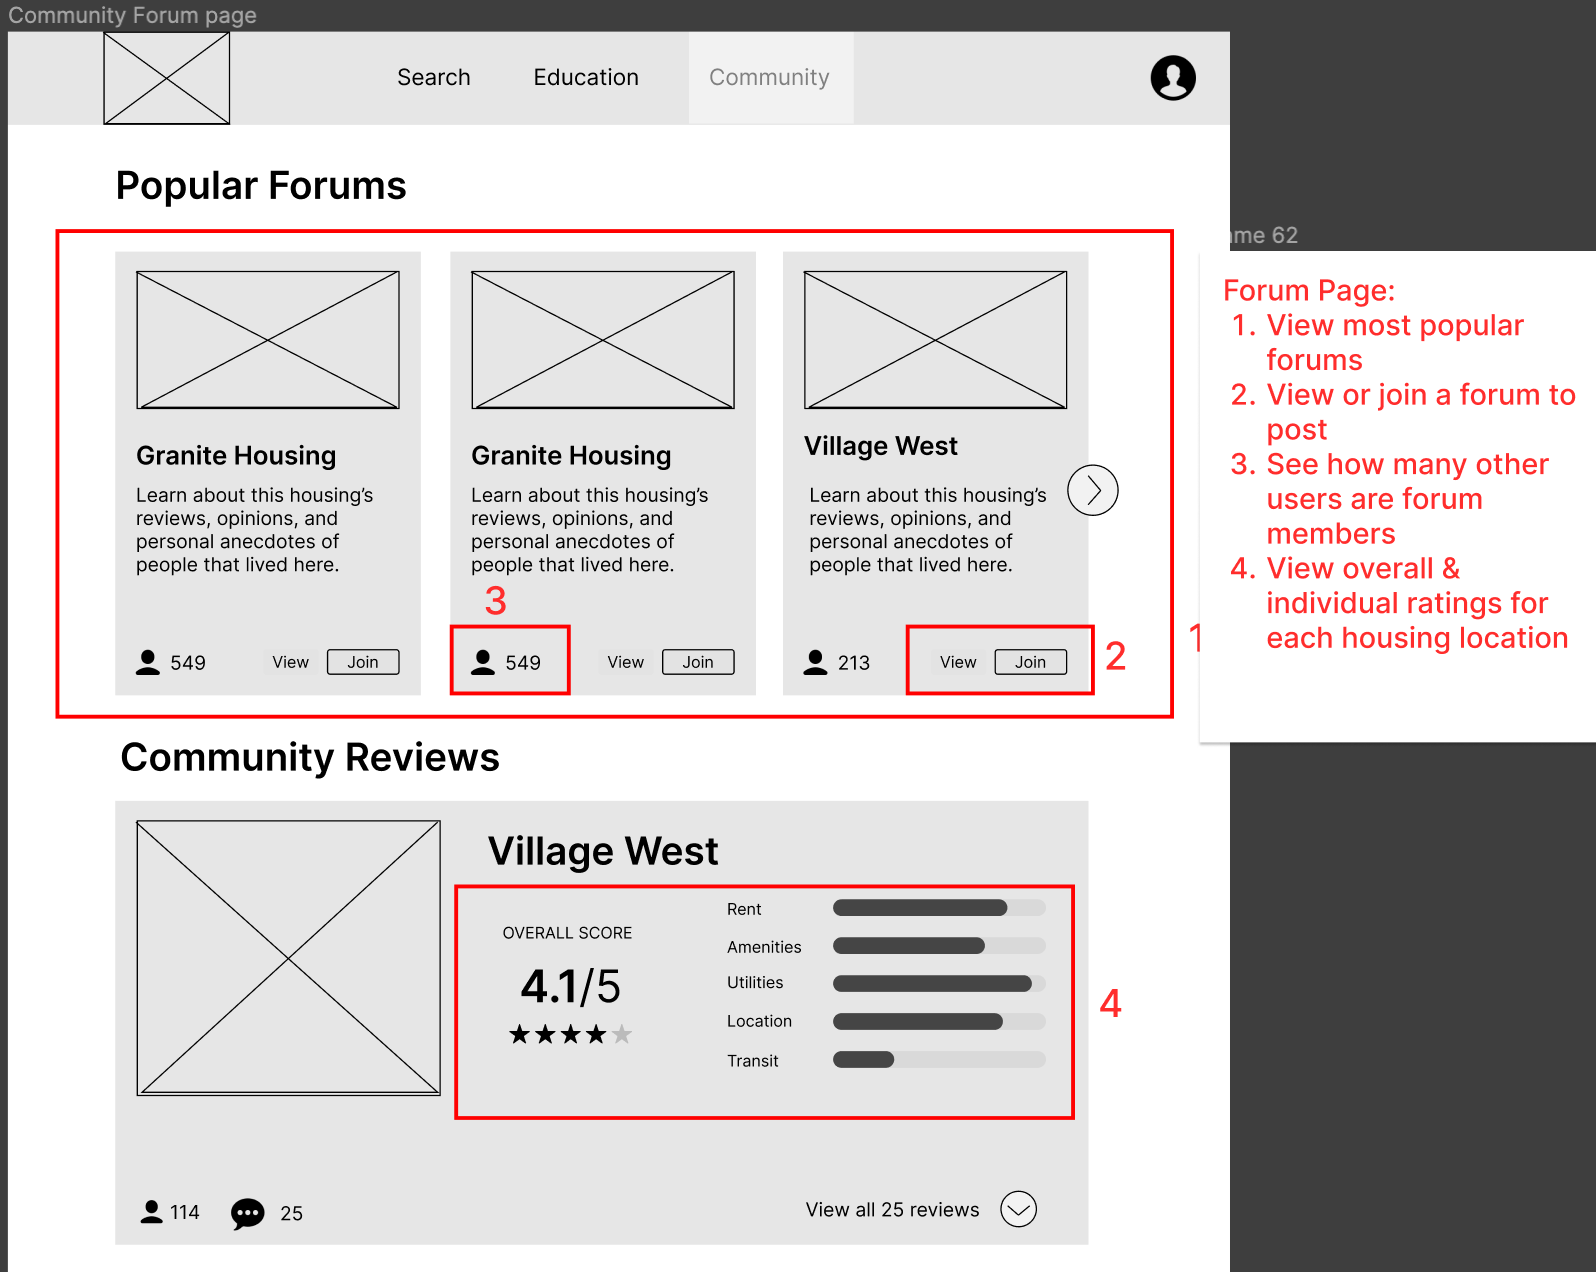 Community Forum page
Search
Education
Community
Popular Forums
Granite Housing
Learn about this housing’s
reviews, opinions, and
personal anecdotes of
people that lived here.
549
View
Join
Granite Housing
Learn about this housing’s
reviews, opinions, and
personal anecdotes of
people that lived here.
3
549
View
Join
Village West
Learn about this housing’s
reviews, opinions, and
personal anecdotes of
people that lived here.
213
View
Join
2
1
me 62
Forum Page:
1. View most popular
forums
2. View or join a forum to
post
3. See how many other
users are forum
members
4. View overall &
individual ratings for
each housing location
Community Reviews
Village West
OVERALL SCORE
4.1/5
Rent
Amenities
Utilities
Location
Transit
4
114
25
View all 25 reviews